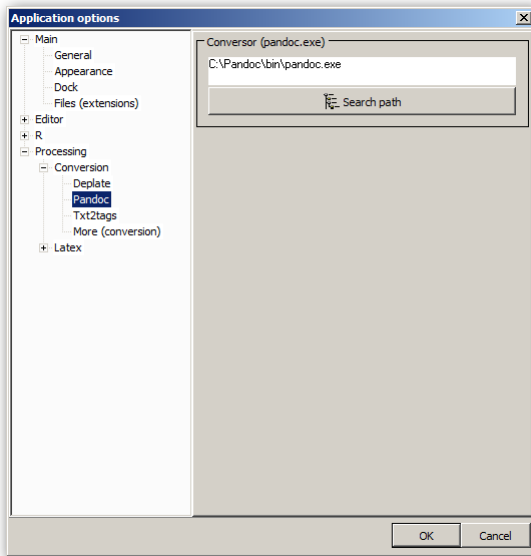 Application options
Main
General
Appearance
Dock
Files (extensions)
Editor
R
Processing
Conversion
Deplate
Pandoc
Txt2tags
More (conversion)
Latex
Conversor (pandoc.exe)
C:\Pandoc\bin\pandoc.exe
Search path
OK
Cancel